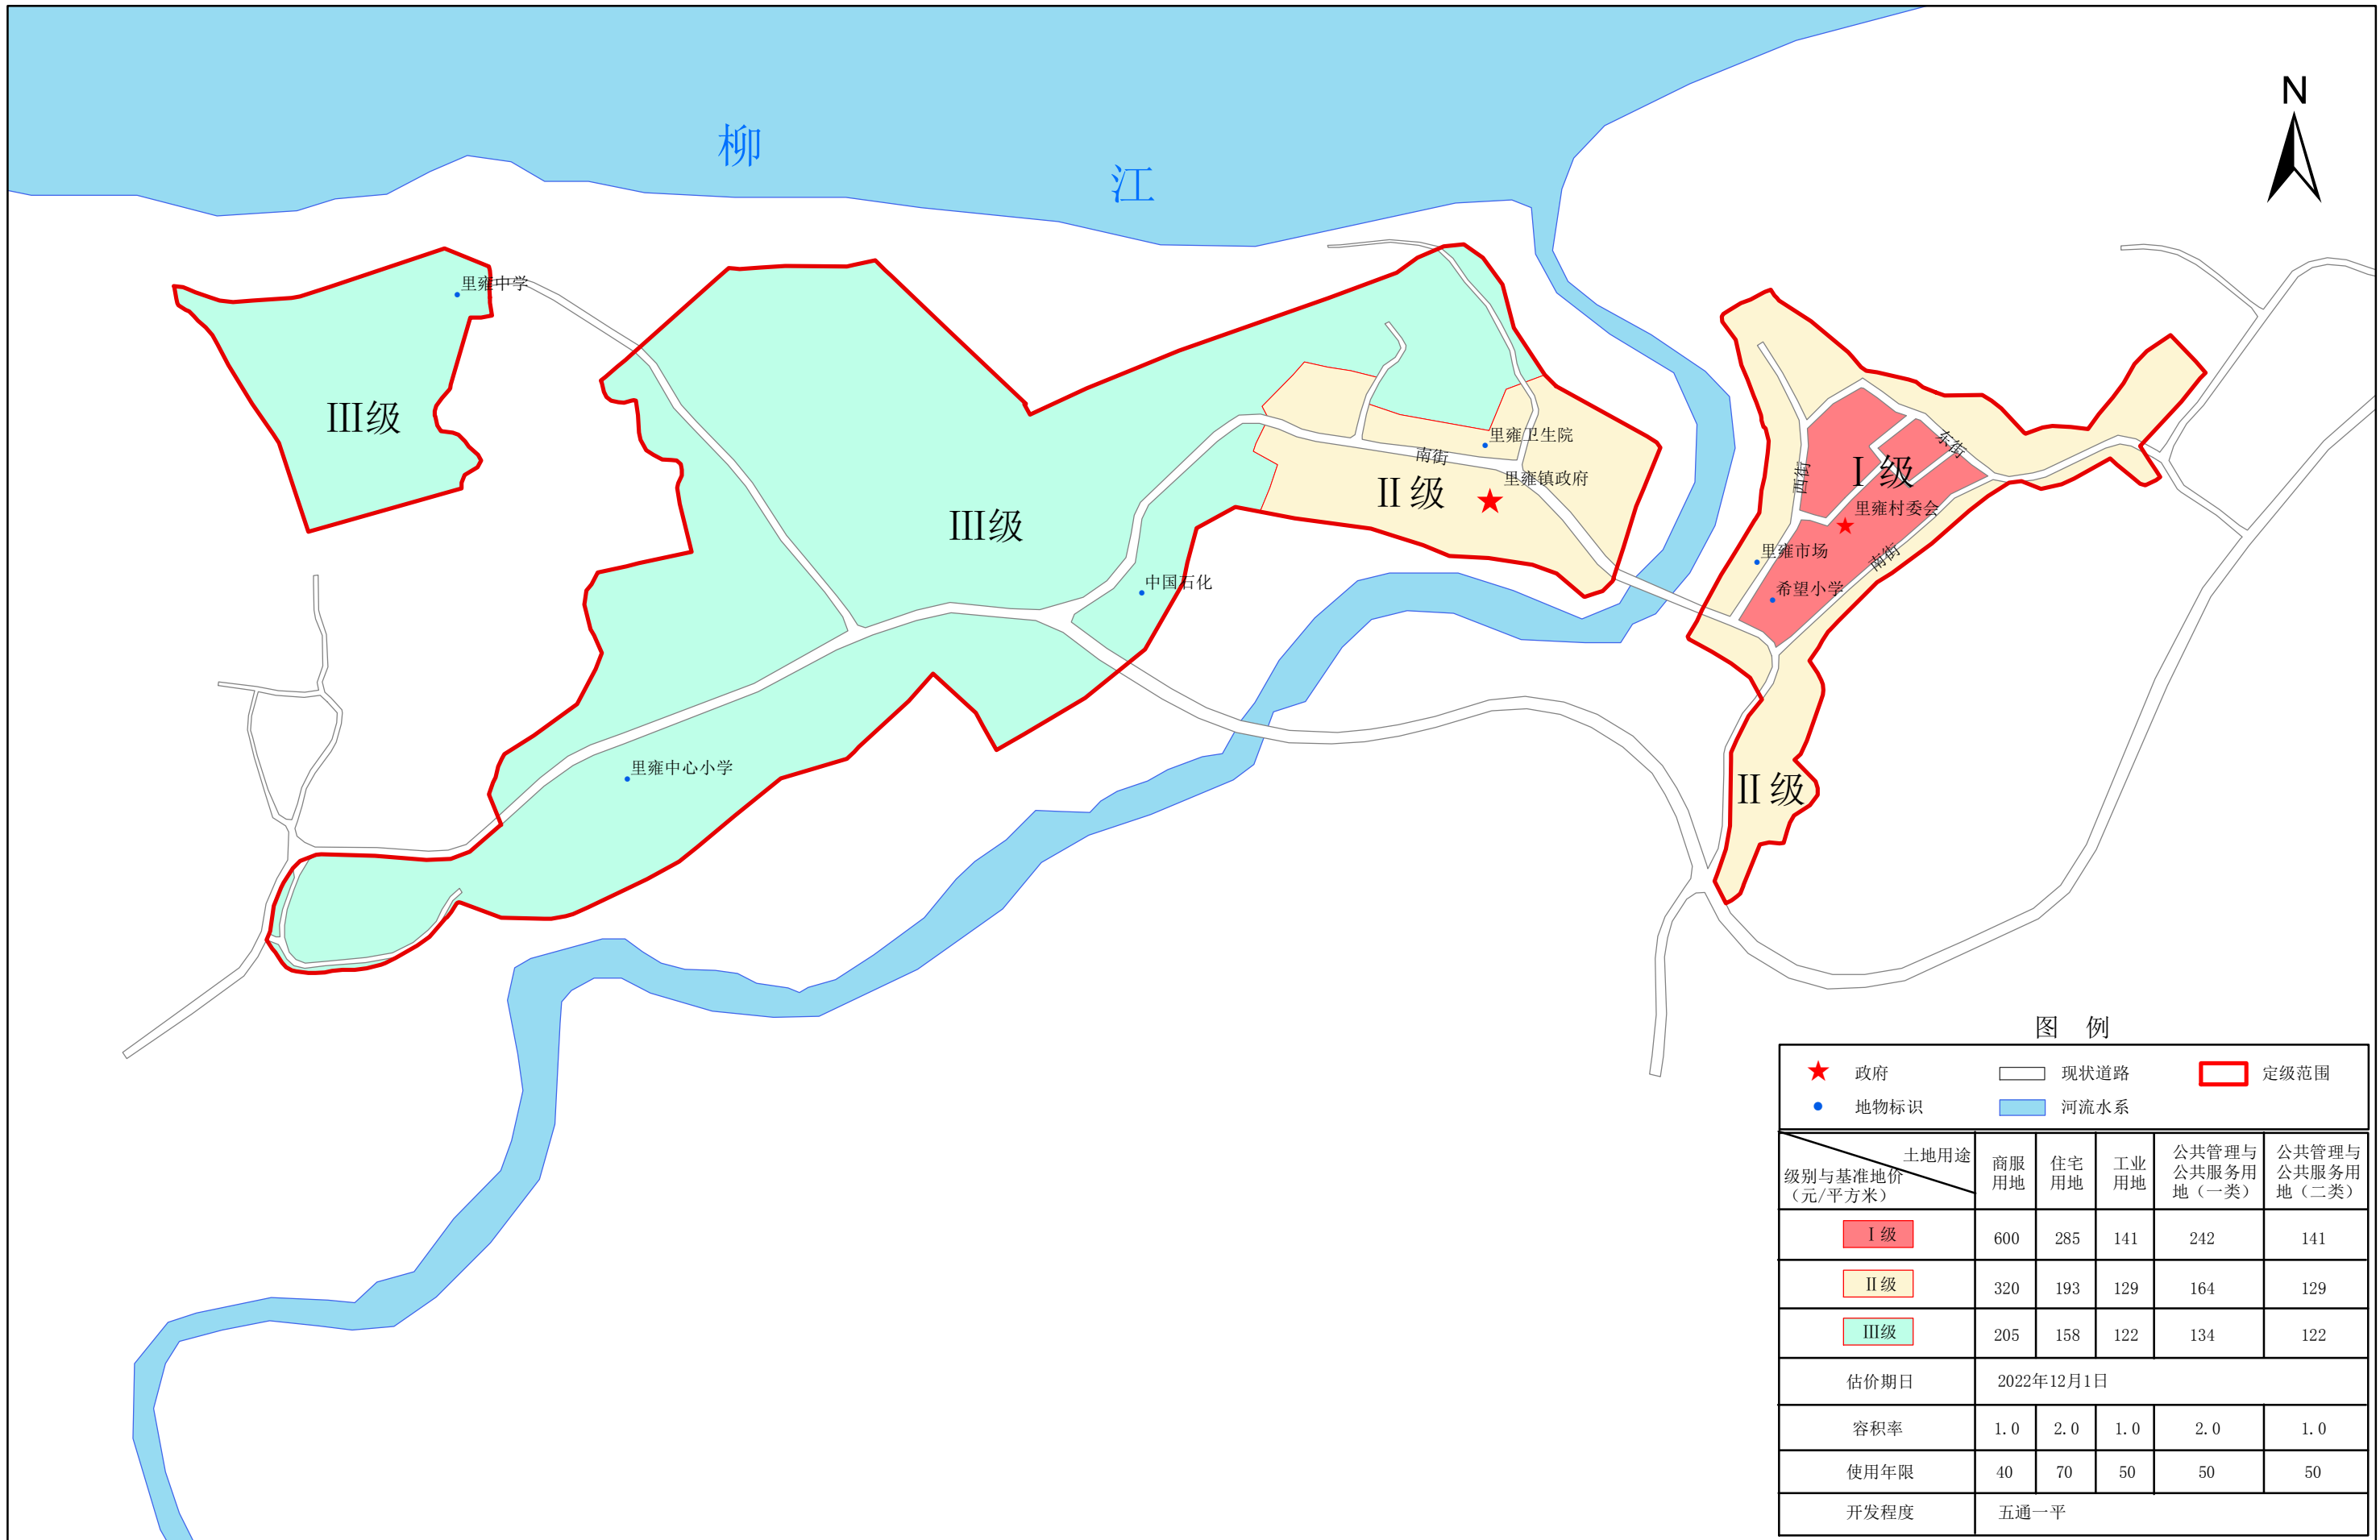 柳
江
N
里雍中学
Ⅲ级
Ⅲ级
南街
里雍卫生院
里雍镇政府
Ⅱ级
中国石化
里雍中心小学
西街
东街
Ⅰ级
里雍村委会
南街
里雍市场
希望小学
Ⅱ级
图 例
政府 现状道路 定级范围
地物标识 河流水系
土地用途
级别与基准地价
(元/平方米)
商服
用地
住宅
用地
工业
用地
公共管理与
公共服务用
地(一类)
公共管理与
公共服务用
地(二类)
Ⅰ级 600 285 141 242 141
Ⅱ级 320 193 129 164 129
Ⅲ级 205 158 122 134 122
估价期日 2022年12月1日
容积率 1.0 2.0 1.0 2.0 1.0
使用年限 40 70 50 50 50
开发程度 五通一平